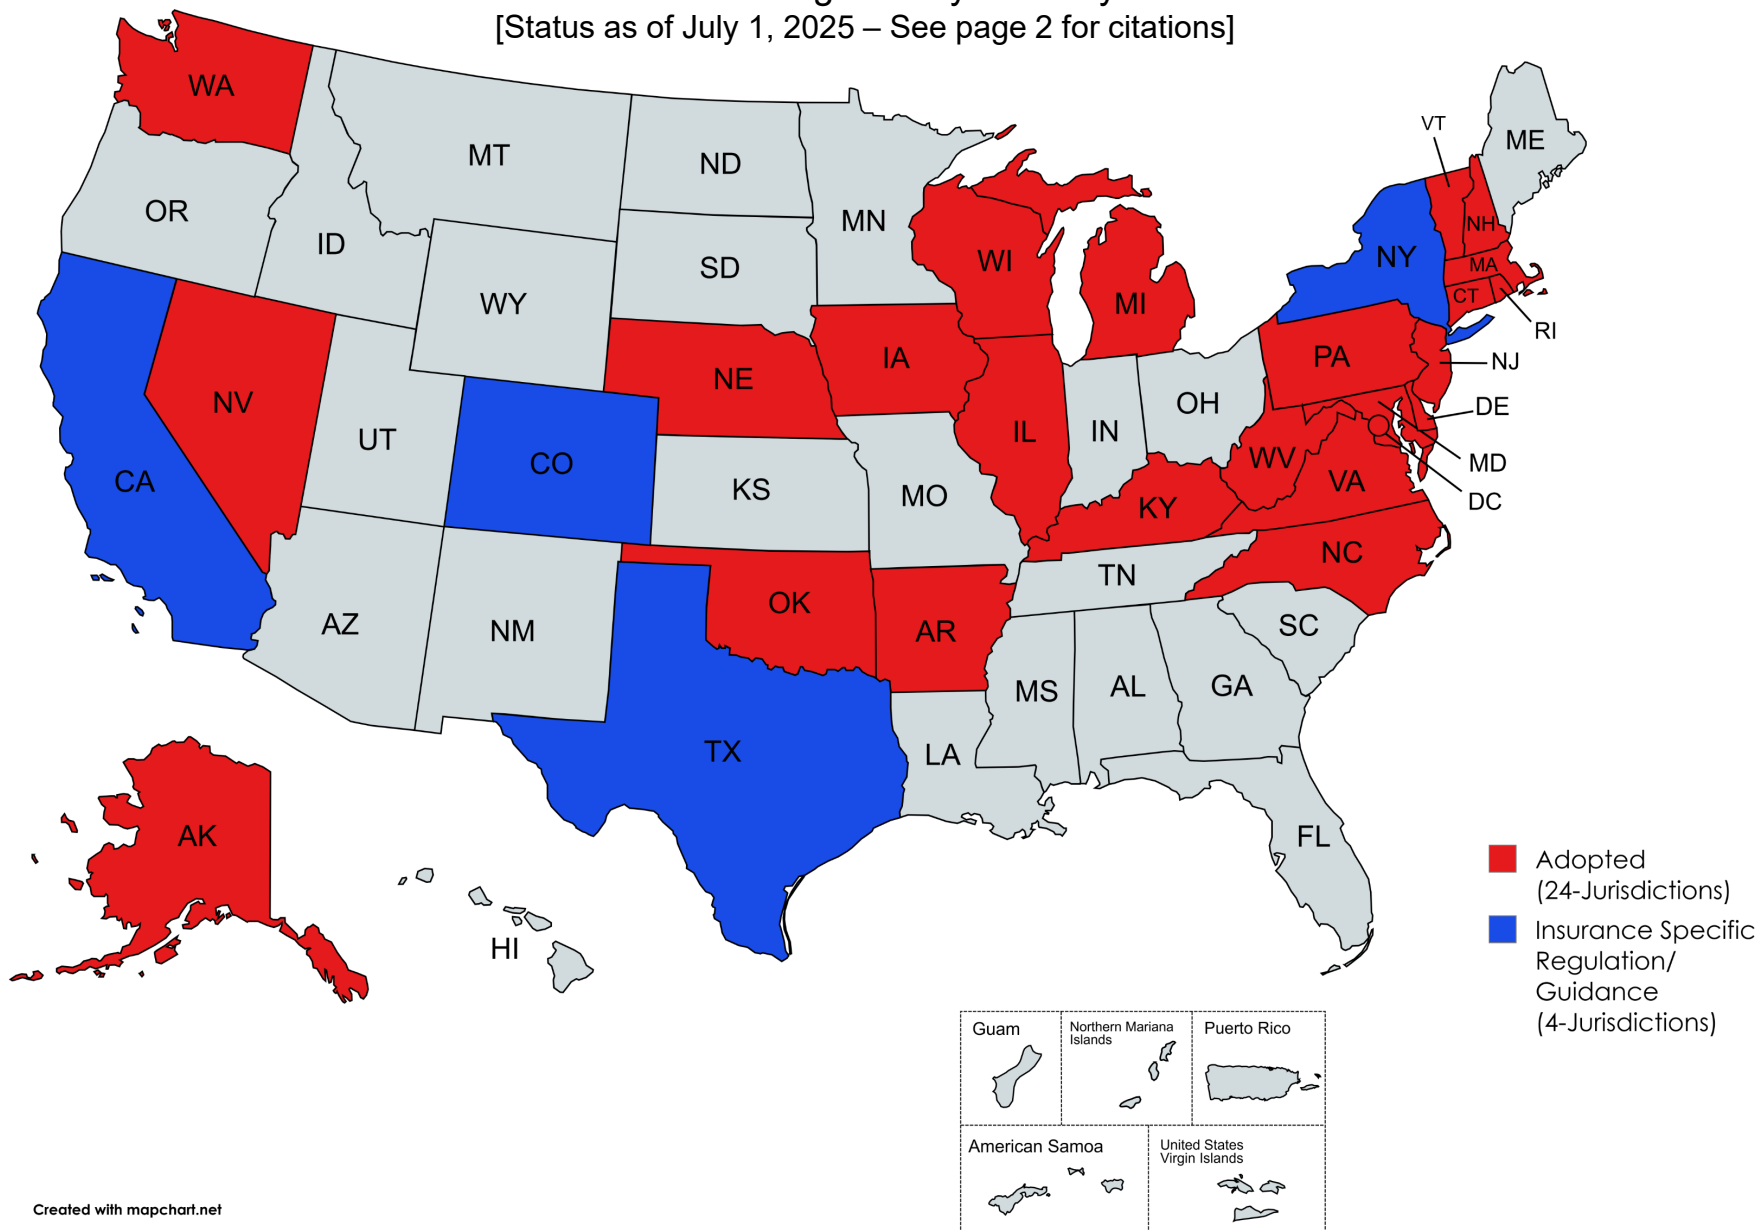 [Status as of July 1, 2025 – See page 2 for citations]
WA
MT
ND
MN
VT
ME
OR
ID
SD
WI
NY
NH
MA
CT
RI
WY
MI
NV
NE
IA
PA
NJ
UT
CO
IL
IN
OH
DE
CA
KS
MO
WV
VA
MD
DC
KY
NC
AZ
NM
OK
AR
TN
SC
MS
AL
GA
TX
LA
AK
FL
HI
Adopted
(24-Jurisdictions)
Insurance Specific
Regulation/
Guidance
(4-Jurisdictions)
Guam
Northern Mariana
Islands
Puerto Rico
American Samoa
United States
Virgin Islands
Created with mapchart.net